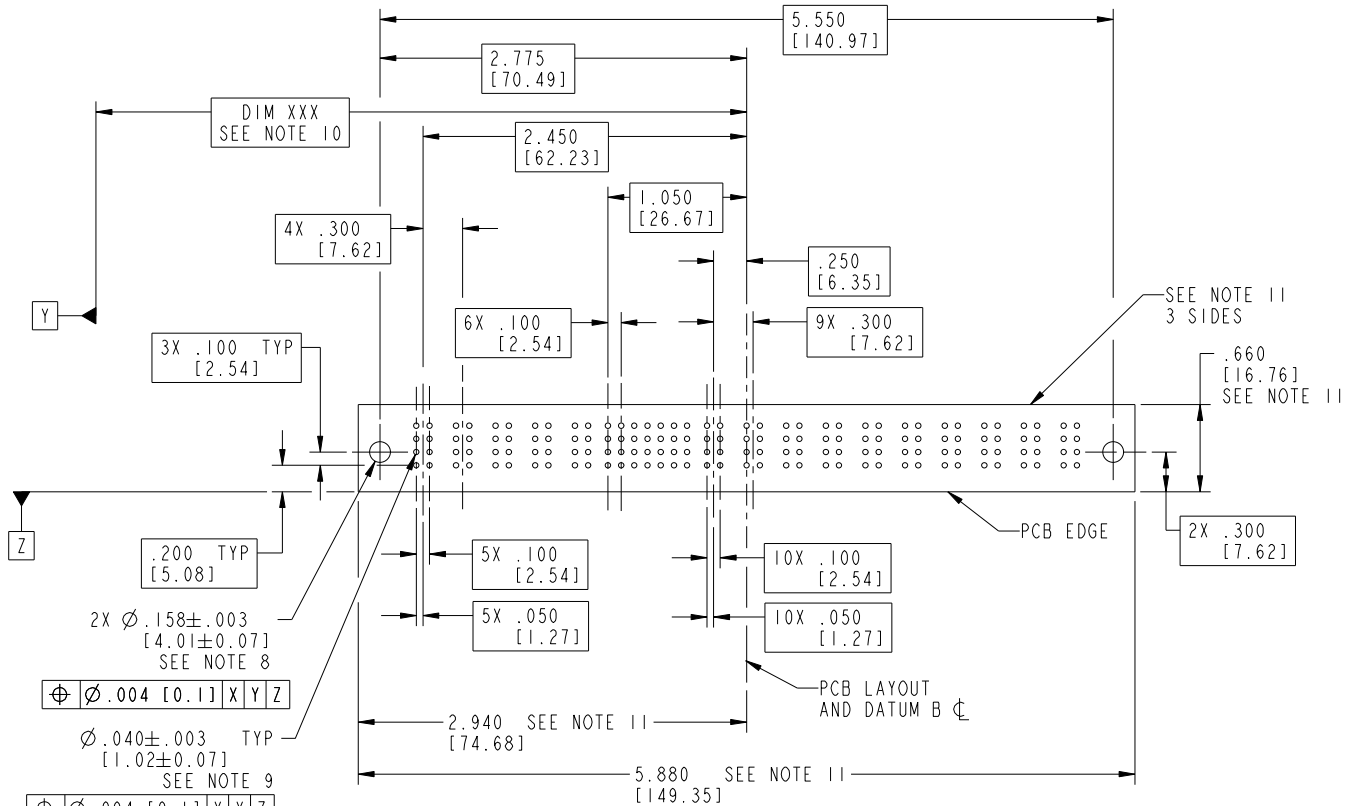 5.550
[140.97]
2.775
[70.49]
DIM XXX
SEE NOTE 10
2.450
[62.23]
1.050
[26.67]
4X .300
[7.62]
.250
[6.35]
Y
6X .100
[2.54]
9X .300
[7.62]
SEE NOTE 11
3 SIDES
3X .100 TYP
[2.54]
.660
[16.76]
SEE NOTE 11
Z
.200 TYP
[5.08]
PCB EDGE
2X .300
[7.62]
5X .100
[2.54]
10X .100
[2.54]
5X .050
[1.27]
10X .050
[1.27]
2X Ø.158±.003
[4.01±0.07]
SEE NOTE 8
⌖ Ø.004 [0.1] X Y Z
PCB LAYOUT
AND DATUM B ℄
2.940 SEE NOTE 11
[74.68]
Ø.040±.003 TYP
[1.02±0.07]
SEE NOTE 9
5.880 SEE NOTE 11
[149.35]
⌖ Ø.004 [0.1] X Y Z